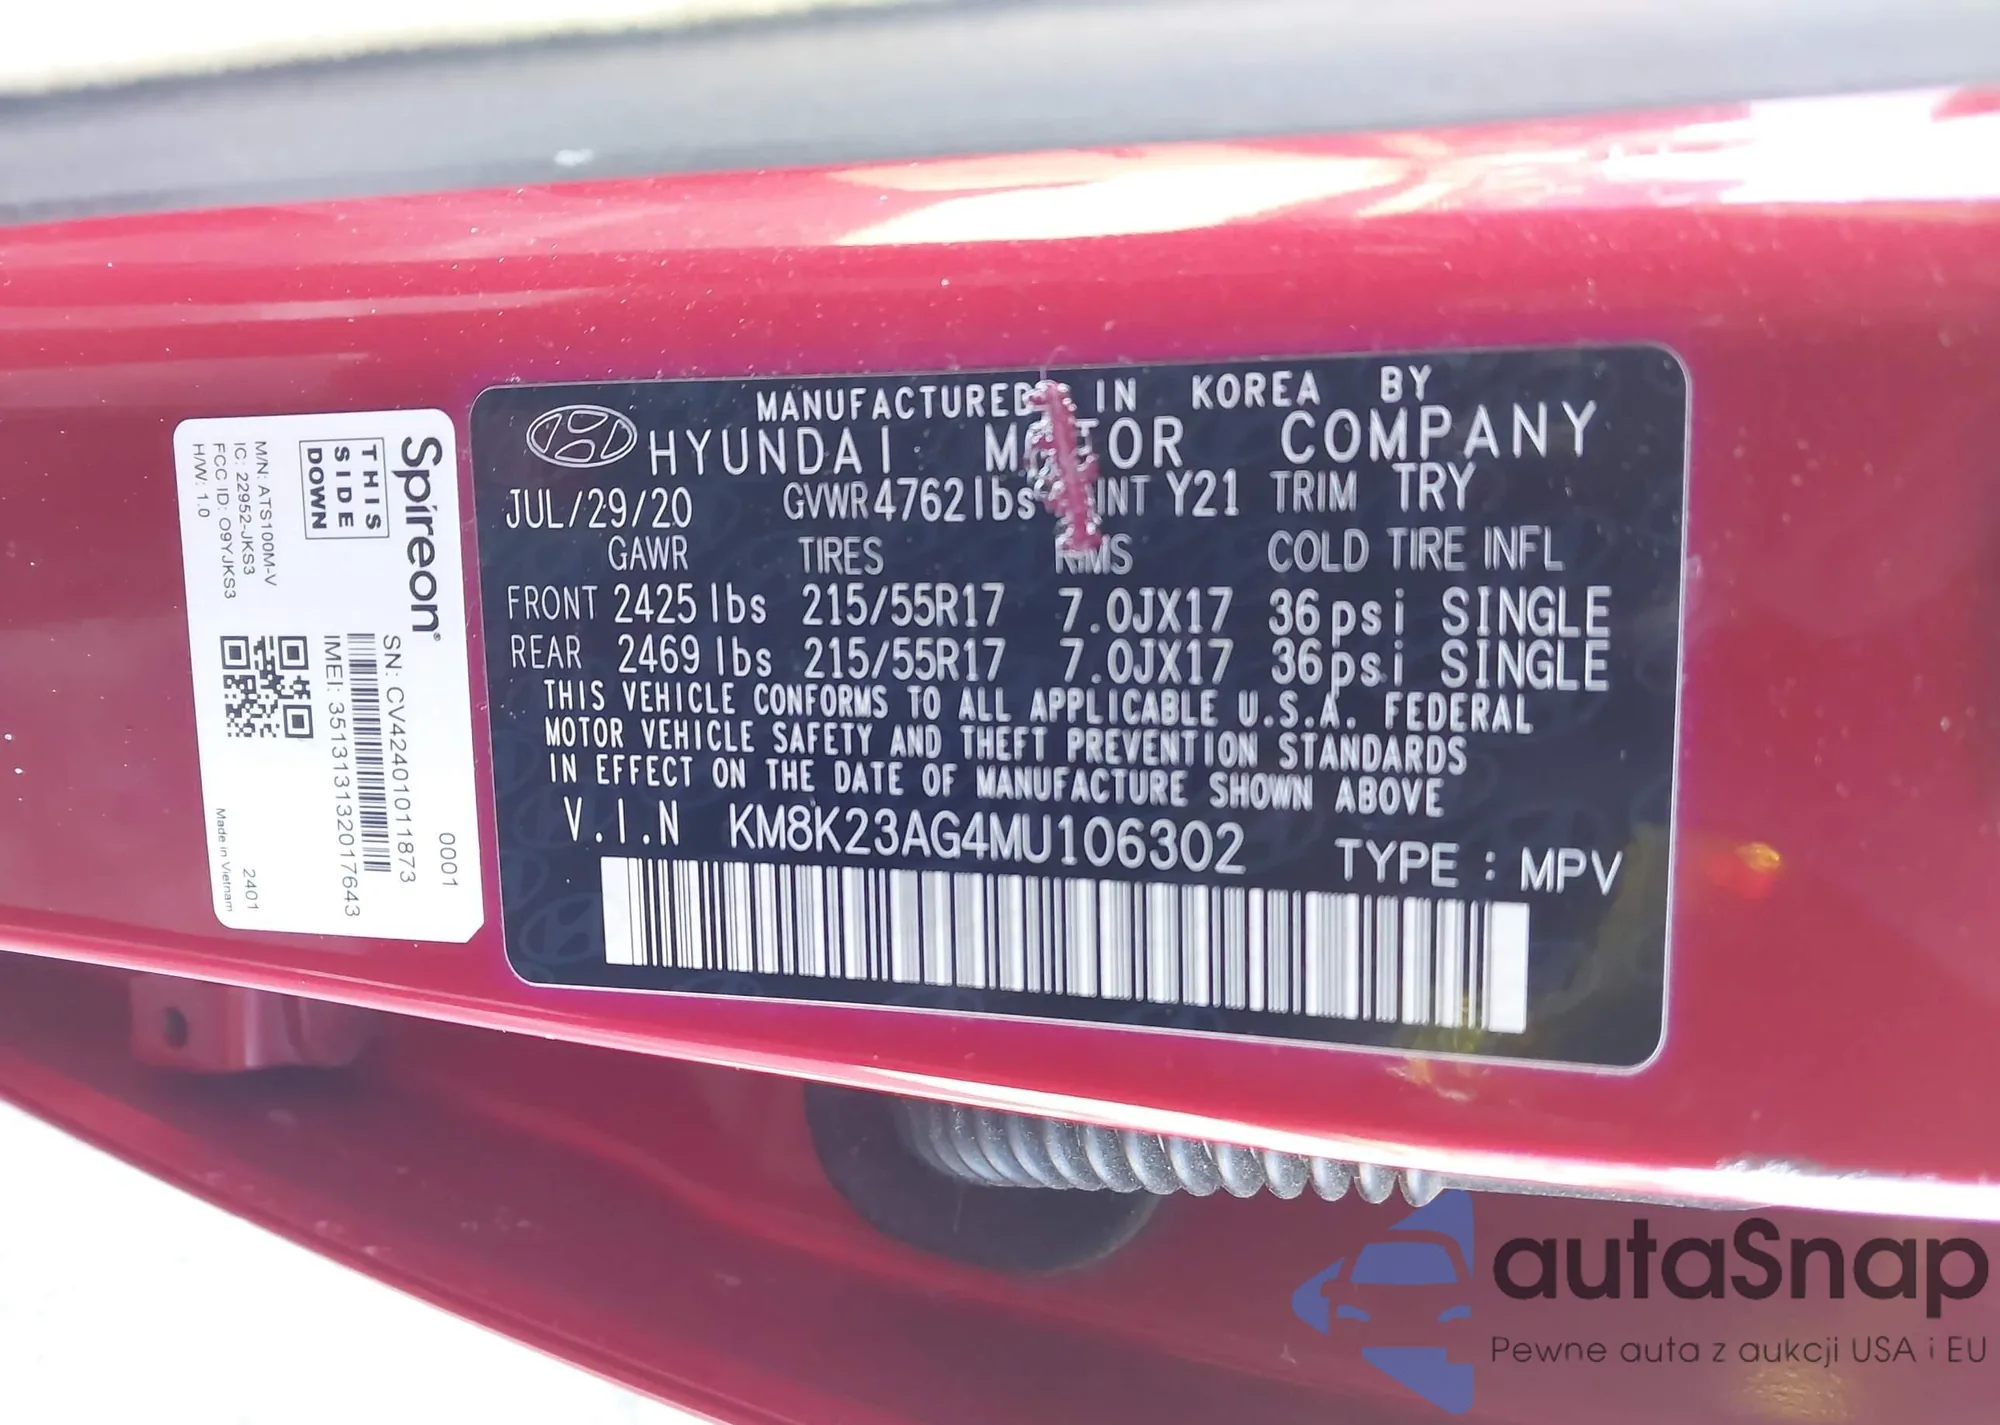 Spireon
THIS
SIDE
DOWN
M/N: ATS100M-V
IC: 22952-JKS3
FCC ID: O9YJKS3
H/W: 1.0
0001
SN: CV42401011873
IMEI: 351313132017643
2401
Made in Vietnam
MANUFACTURED IN KOREA BY
HYUNDAI MOTOR COMPANY
JUL/29/20 GVWR 4762 lbs Y21 TRIM TRY
GAWR TIRES RIMS COLD TIRE INFL
FRONT 2425 lbs 215/55R17 7.0JX17 36psi SINGLE
REAR 2469 lbs 215/55R17 7.0JX17 36psi SINGLE
THIS VEHICLE CONFORMS TO ALL APPLICABLE U.S.A. FEDERAL
MOTOR VEHICLE SAFETY AND THEFT PREVENTION STANDARDS
IN EFFECT ON THE DATE OF MANUFACTURE SHOWN ABOVE
V.I.N KM8K23AG4MU106302 TYPE : MPV
autaSnap
Pewne auta z aukcji USA i EU